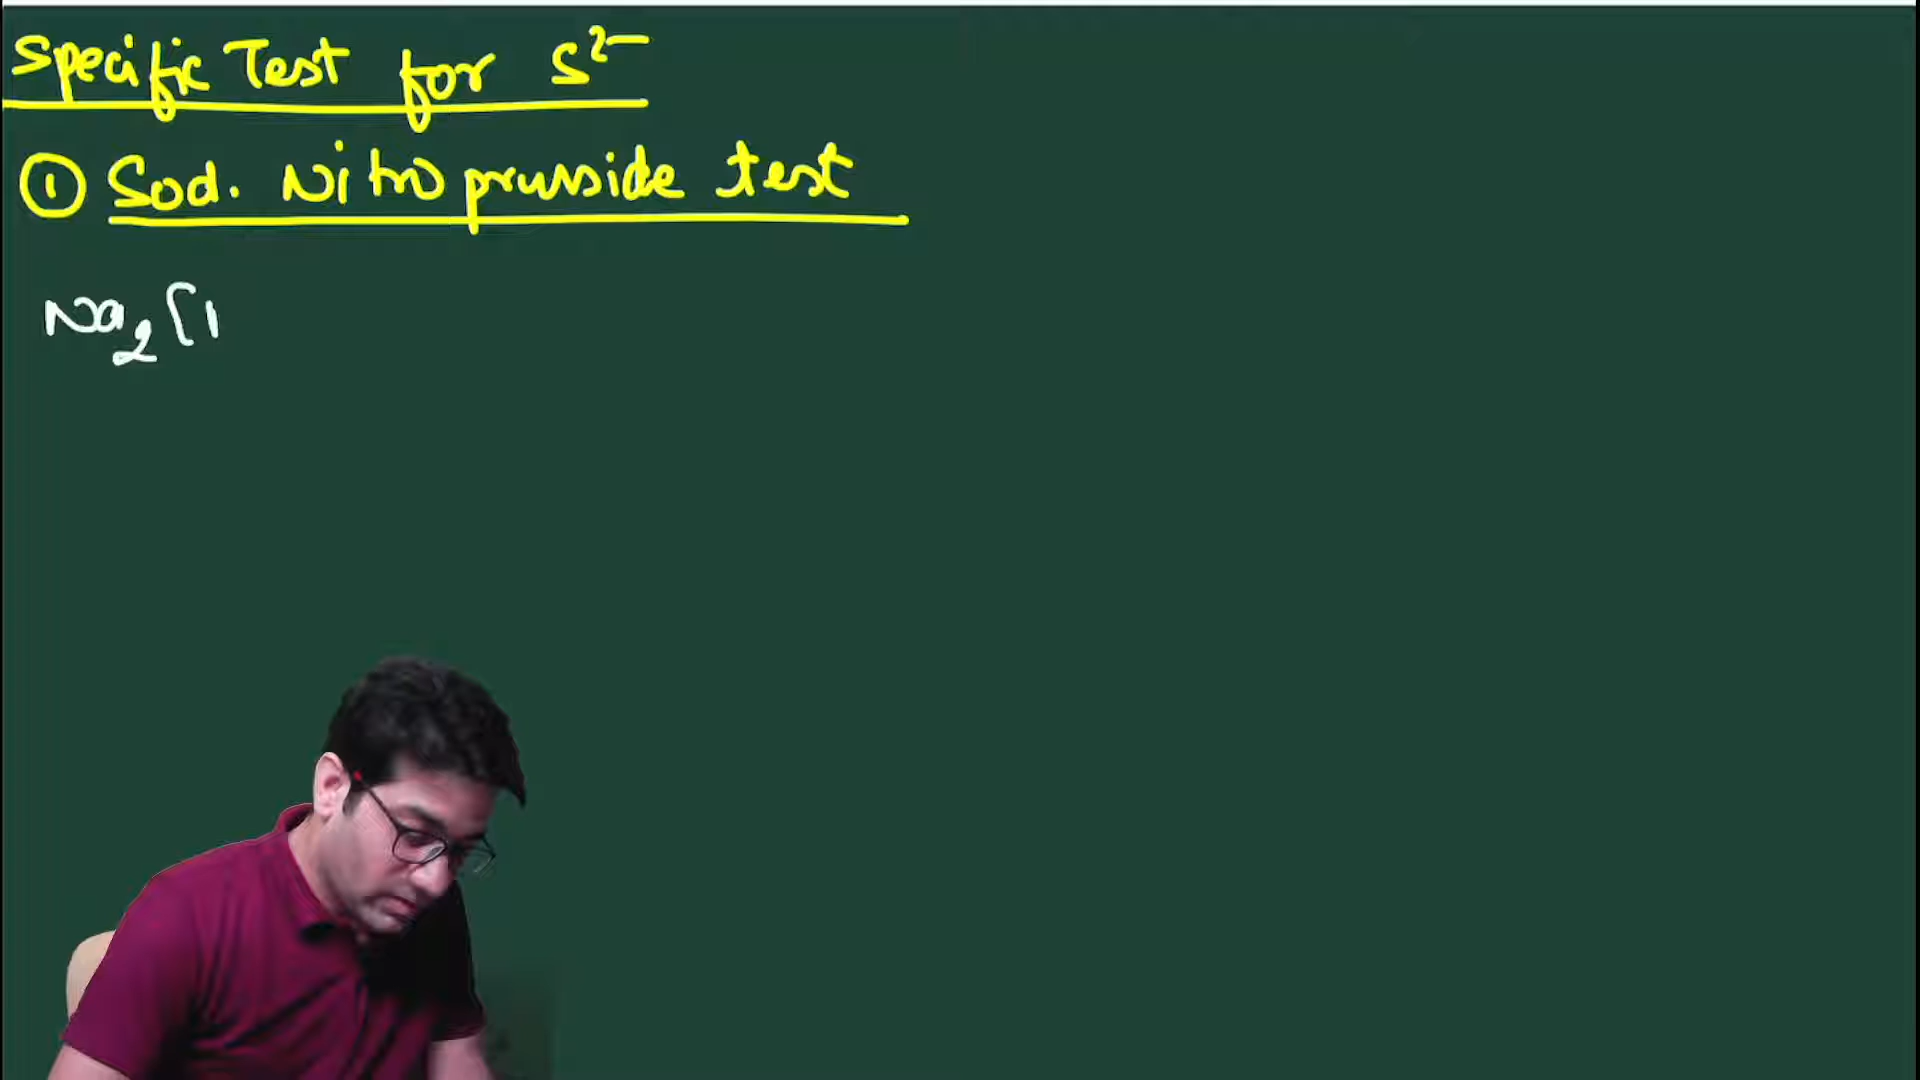 Specific Test for S²⁻
① Sod. Nitroprusside test
Na₂[